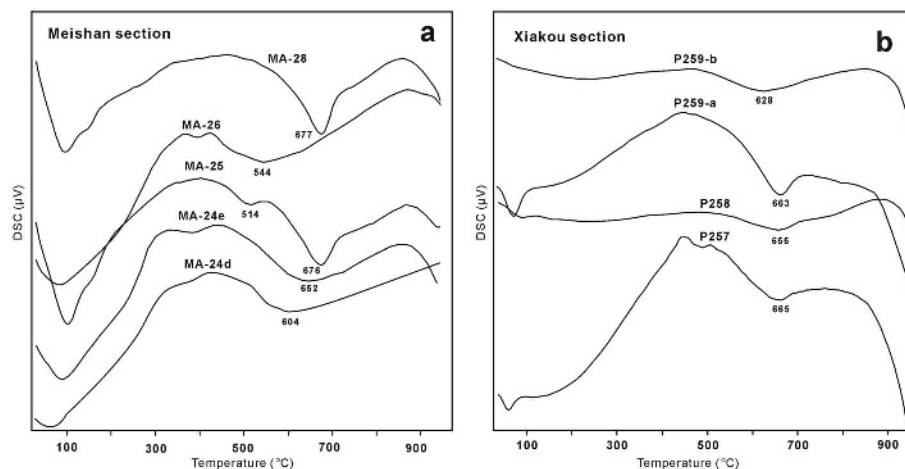 Meishan section
a
MA-28
677
MA-26
544
MA-25
514
676
MA-24e
652
MA-24d
604
DSC (µV)
100 300 500 700 900
Temperature (°C)
Xiakou section
b
P259-b
628
P259-a
663
P258
655
P257
665
DSC (µV)
100 300 500 700 900
Temperature (°C)